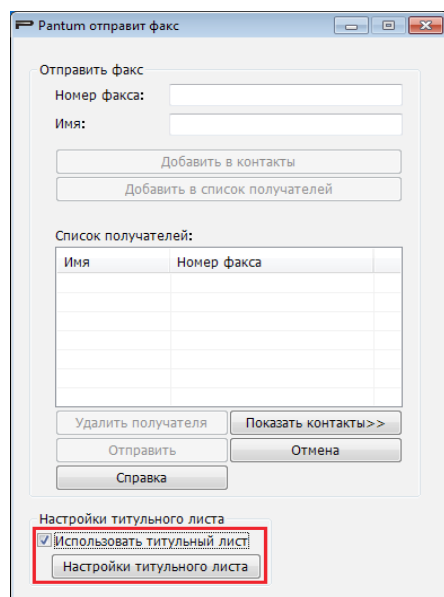 Pantum отправит факс
Отправить факс
Номер факса:
Имя:
Добавить в контакты
Добавить в список получателей
Список получателей:
Имя Номер факса
Удалить получателя Показать контакты>>
Отправить Отмена
Справка
Настройки титульного листа
Использовать титульный лист
Настройки титульного листа